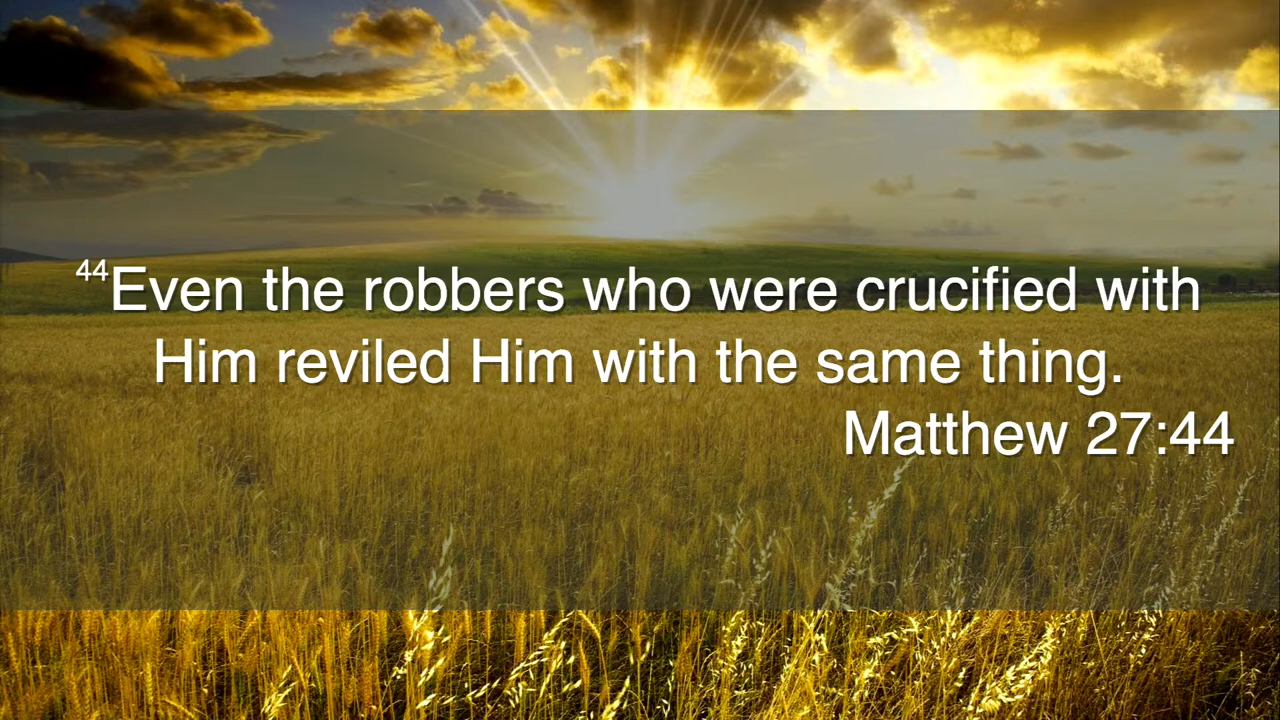 44Even the robbers who were crucified with
Him reviled Him with the same thing.
Matthew 27:44